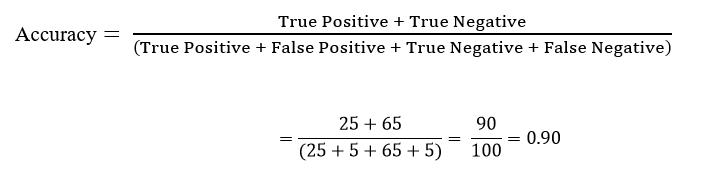 Accuracy = True Positive + True Negative / (True Positive + False Positive + True Negative + False Negative)
= 25 + 65 / (25 + 5 + 65 + 5) = 90 / 100 = 0.90